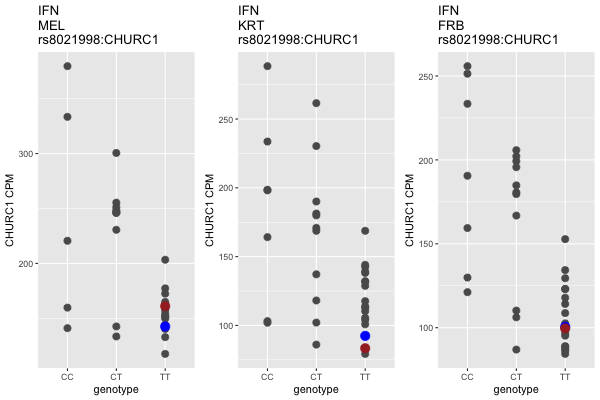 IFN
MEL
rs8021998:CHURC1
CHURC1 CPM
300
200
CC
CT
TT
genotype
IFN
KRT
rs8021998:CHURC1
CHURC1 CPM
250
200
150
100
CC
CT
TT
genotype
IFN
FRB
rs8021998:CHURC1
CHURC1 CPM
250
200
150
100
CC
CT
TT
genotype